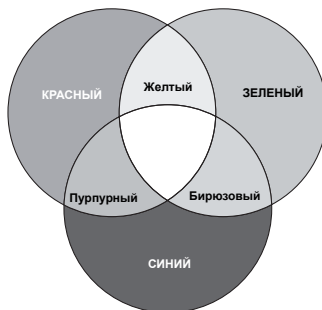 Желтый
КРАСНЫЙ
ЗЕЛЕНЫЙ
Пурпурный
Бирюзовый
СИНИЙ